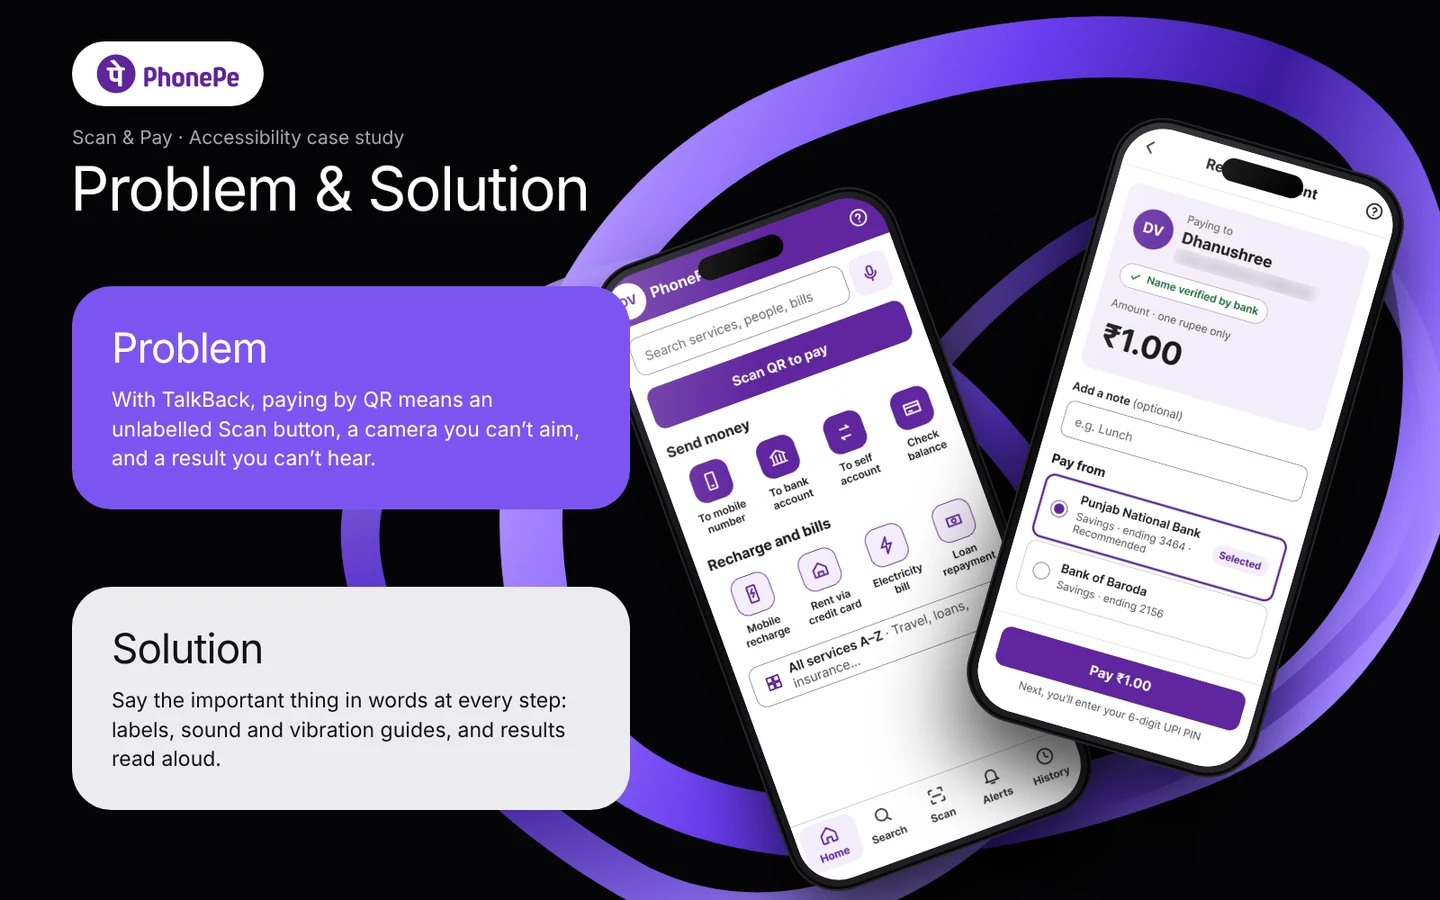 पे PhonePe
Scan & Pay · Accessibility case study
Problem & Solution
Problem
With TalkBack, paying by QR means an
unlabelled Scan button, a camera you can’t aim,
and a result you can’t hear.
Solution
Say the important thing in words at every step:
labels, sound and vibration guides, and results
read aloud.
DV
Search services, people, bills
Scan QR to pay
Send money
To mobile
number
To bank
account
To self
account
Check
balance
Recharge and bills
Mobile
recharge
Rent via
credit card
Electricity
bill
Loan
repayment
All services A–Z · Travel, loans,
insurance...
Home
Search
Scan
Alerts
History
DV
Paying to
Dhanushree
Name verified by bank
Amount · one rupee only
₹1.00
Add a note (optional)
e.g. Lunch
Pay from
Punjab National Bank
Savings · ending 3464 ·
Recommended
Selected
Bank of Baroda
Savings · ending 2156
Pay ₹1.00
Next, you'll enter your 6-digit UPI PIN